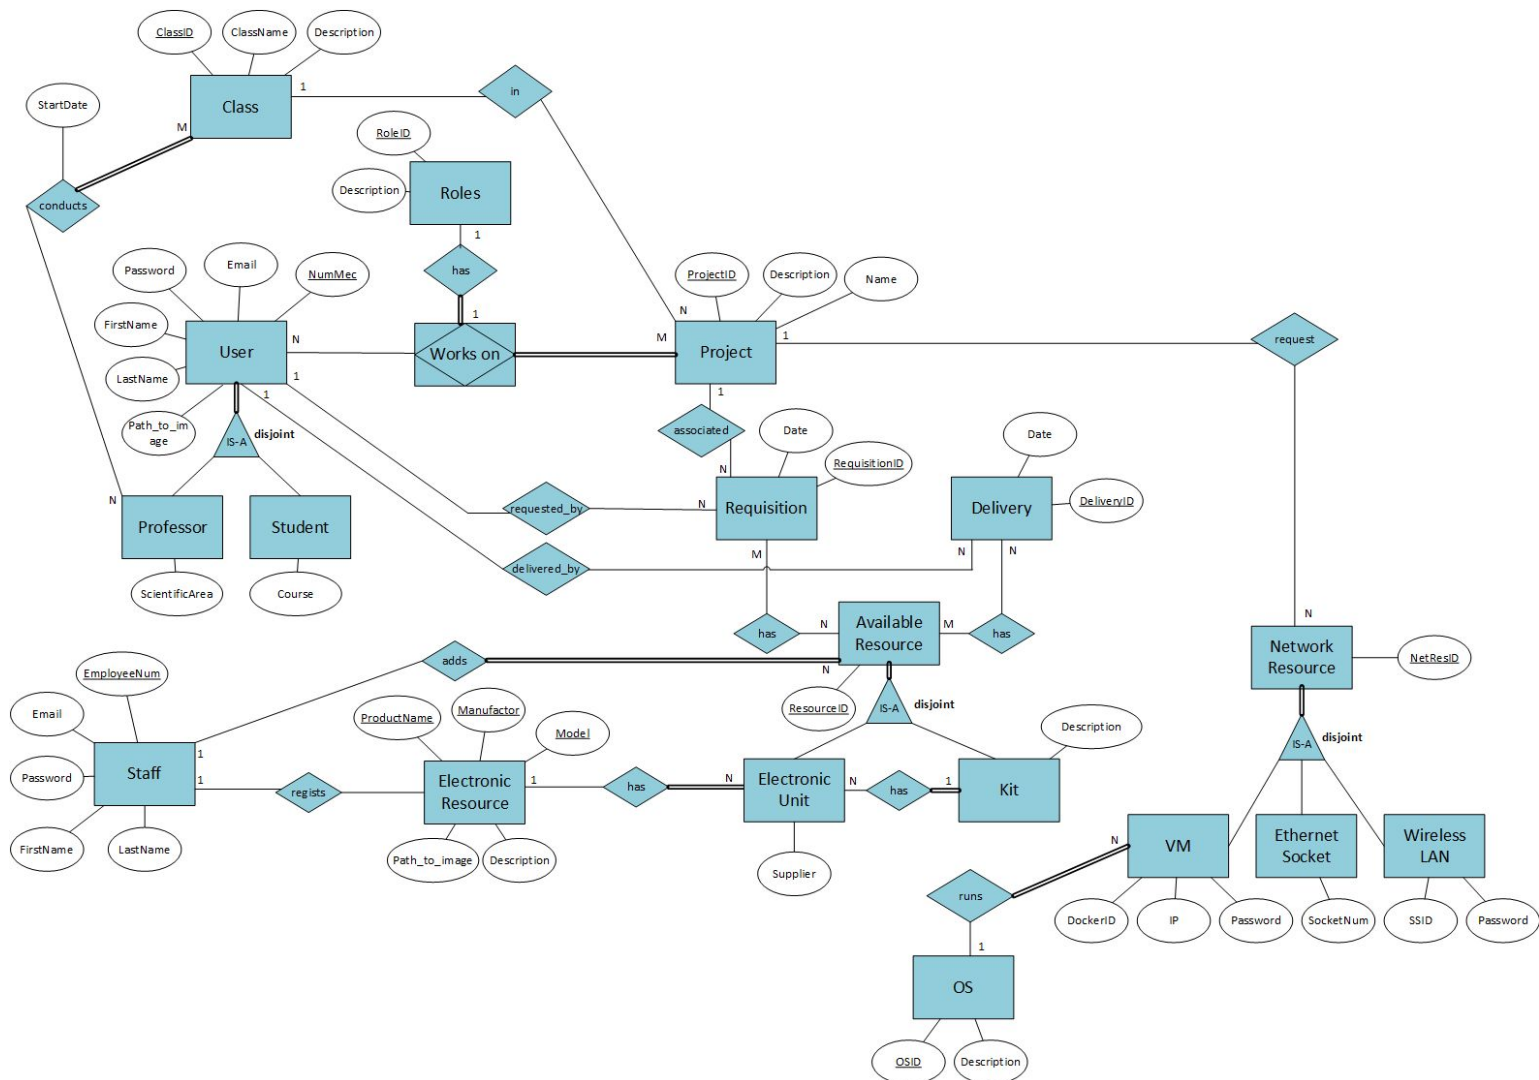 ClassID
ClassName
Description
Class
1
in
StartDate
M
conducts
RoleID
Description
Roles
1
has
1
Password
Email
NumMec
FirstName
User
N
LastName
1
1
Path_to_im
age
IS-A
disjoint
Works on
ProjectID
Description
Name
N
M
Project
1
request
1
associated
N
Date
RequisitionID
Date
DeliveryID
N
Professor
Student
requested_by
N
Requisition
Delivery
M
N
N
delivered_by
ScientificArea
Course
has
N
Available
Resource
M
has
N
Network
Resource
NetResID
adds
N
EmployeeNum
ResourceID
IS-A
disjoint
Email
ProductName
Manufactor
Model
Description
IS-A
disjoint
1
Staff
1
Password
regists
Electronic
Resource
1
has
N
Electronic
Unit
N
has
1
Kit
FirstName
LastName
Path_to_image
Description
Supplier
N
VM
Ethernet
Socket
Wireless
LAN
runs
DockerID
IP
Password
SocketNum
SSID
Password
1
OS
OSID
Description